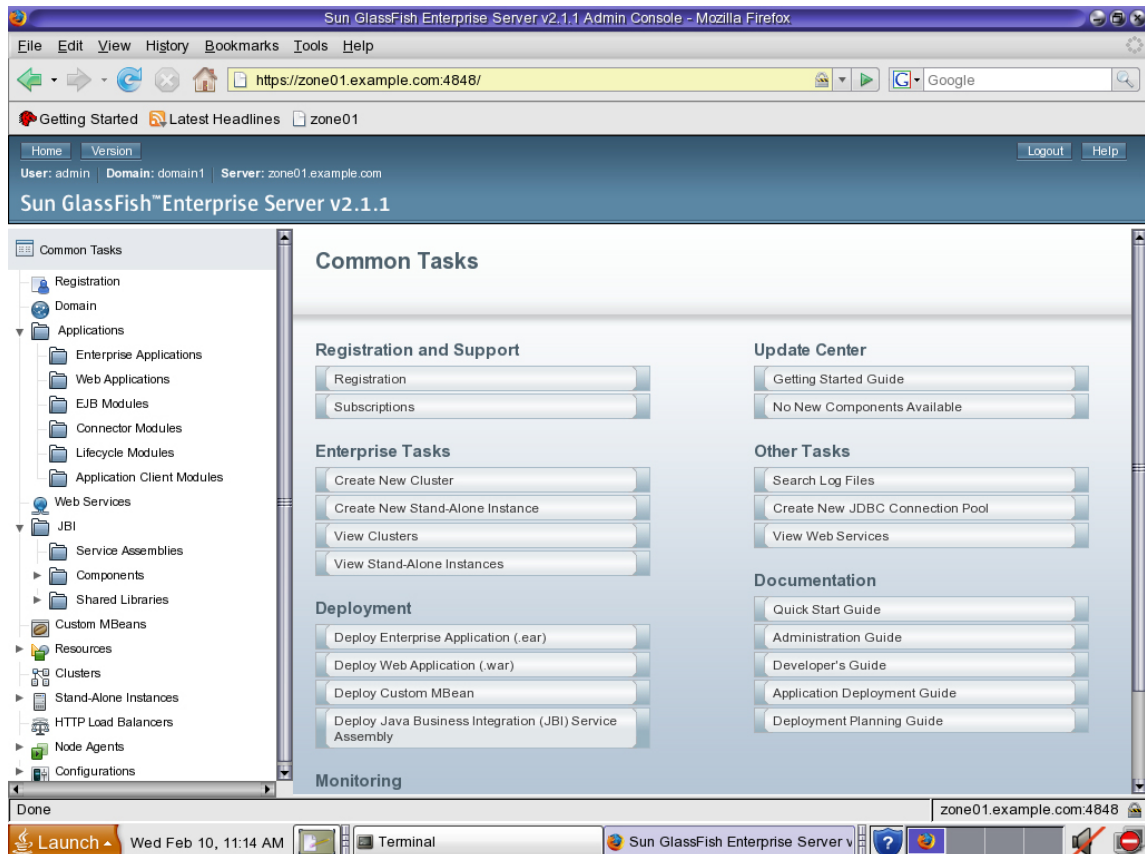 Sun GlassFish Enterprise Server v2.1.1 Admin Console - Mozilla Firefox
File Edit View History Bookmarks Tools Help
https://zone01.example.com:4848/
G Google
Getting Started Latest Headlines zone01
Home Version Logout Help
User: admin Domain: domain1 Server: zone01.example.com
Sun GlassFish™ Enterprise Server v2.1.1
Common Tasks
Registration
Domain
Applications
Enterprise Applications
Web Applications
EJB Modules
Connector Modules
Lifecycle Modules
Application Client Modules
Web Services
JBI
Service Assemblies
Components
Shared Libraries
Custom MBeans
Resources
Clusters
Stand-Alone Instances
HTTP Load Balancers
Node Agents
Configurations
Common Tasks
Registration and Support
Registration
Subscriptions
Enterprise Tasks
Create New Cluster
Create New Stand-Alone Instance
View Clusters
View Stand-Alone Instances
Deployment
Deploy Enterprise Application (.ear)
Deploy Web Application (.war)
Deploy Custom MBean
Deploy Java Business Integration (JBI) Service
Assembly
Monitoring
Update Center
Getting Started Guide
No New Components Available
Other Tasks
Search Log Files
Create New JDBC Connection Pool
View Web Services
Documentation
Quick Start Guide
Administration Guide
Developer's Guide
Application Deployment Guide
Deployment Planning Guide
Done
zone01.example.com:4848
Launch Wed Feb 10, 11:14 AM Terminal Sun GlassFish Enterprise Server v ?